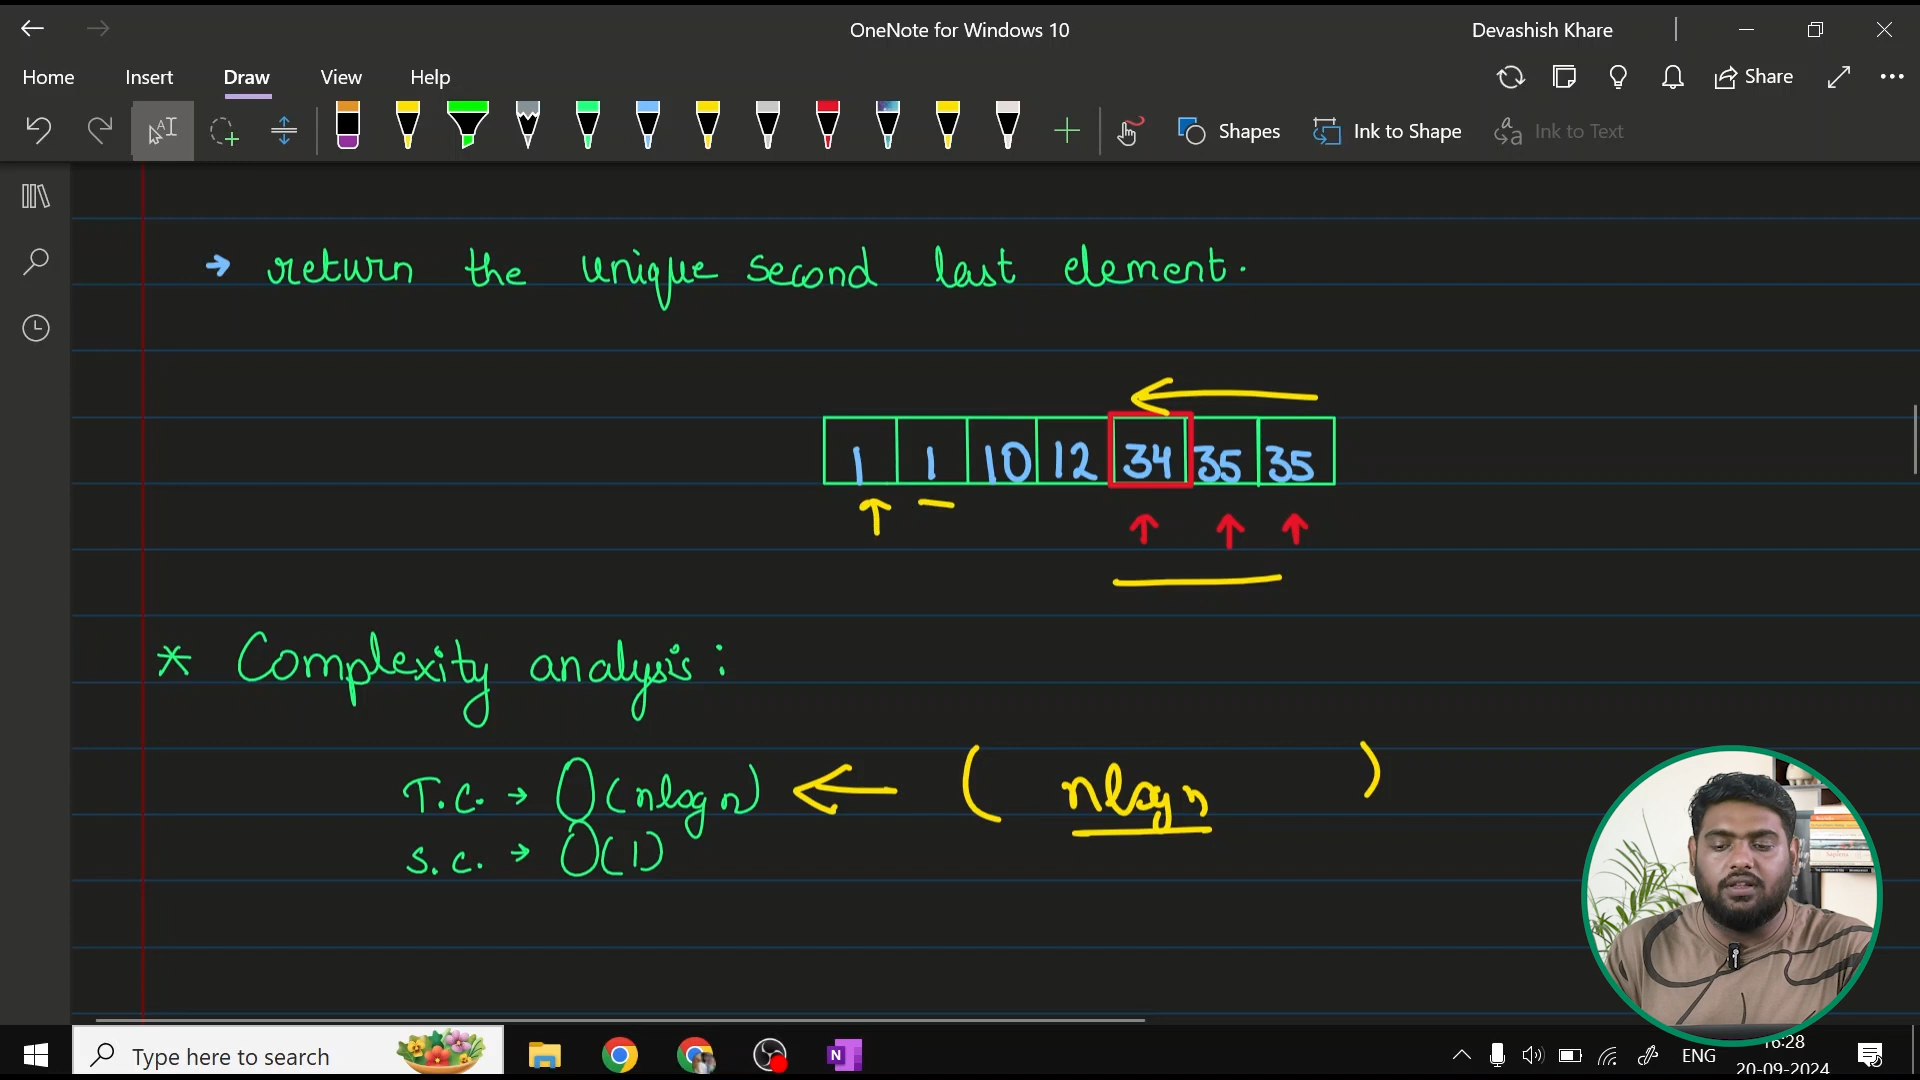 OneNote for Windows 10
Devashish Khare
Home Insert Draw View Help
Share
Shapes Ink to Shape Ink to Text
→ return the unique second last element.
1 1 10 12 34 35 35
* Complexity analysis:
T.C. → O(nlog n) ← ( nlogn )
S.C. → O(1)
Type here to search
ENG
16:28
20-09-2024